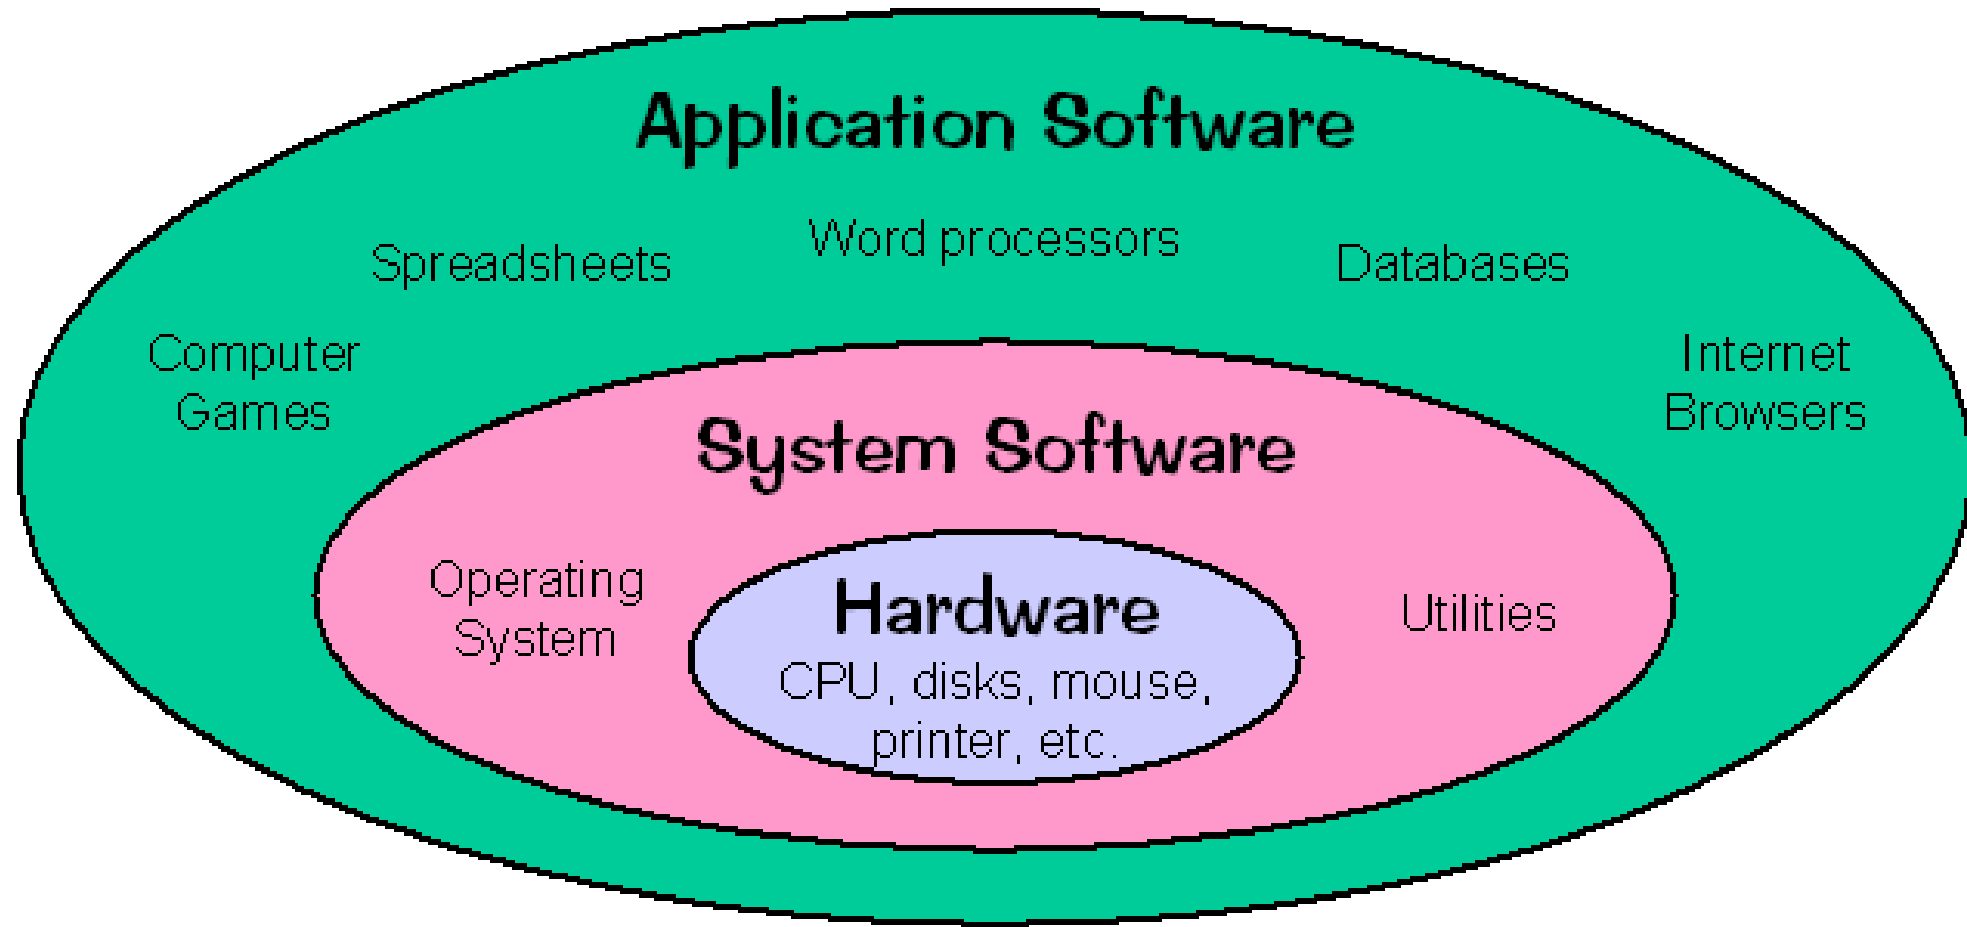 Application Software
Word processors
Spreadsheets
Databases
Computer
Games
Internet
Browsers
System Software
Operating
System
Utilities
Hardware
CPU, disks, mouse,
printer, etc.